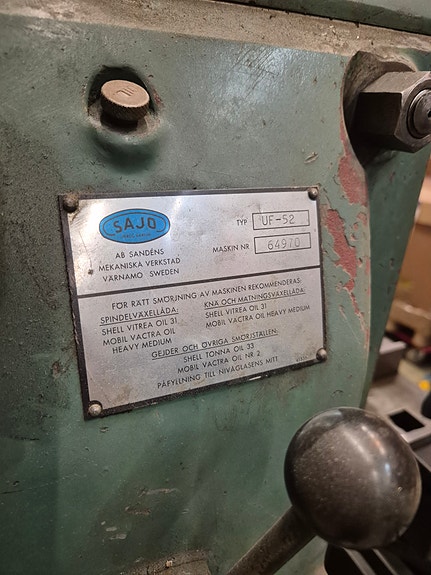 SAJO
TYP UF-52
MASKIN NR 64970
AB SANDÉNS
MEKANISKA VERKSTAD
VÄRNAMO SWEDEN
FÖR RÄTT SMÖRJNING AV MASKINEN REKOMMENDERAS:
SPINDELVÄXELLÅDA:
SHELL VITREA OIL 31
MOBIL VACTRA OIL
HEAVY MEDIUM
KNÄ OCH MATNINGSVÄXELLÅDA:
SHELL VITREA OIL 31
MOBIL VACTRA OIL HEAVY MEDIUM
GEJDER OCH ÖVRIGA SMÖRJSTÄLLEN:
SHELL TONNA OIL 33
MOBIL VACTRA OIL NR 2
PÅFYLLNING TILL NIVÅGLASENS MITT